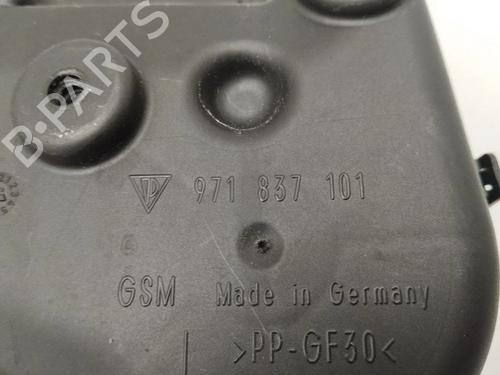 B-PARTS
971 837 101
GSM Made in Germany
>PP-GF30<